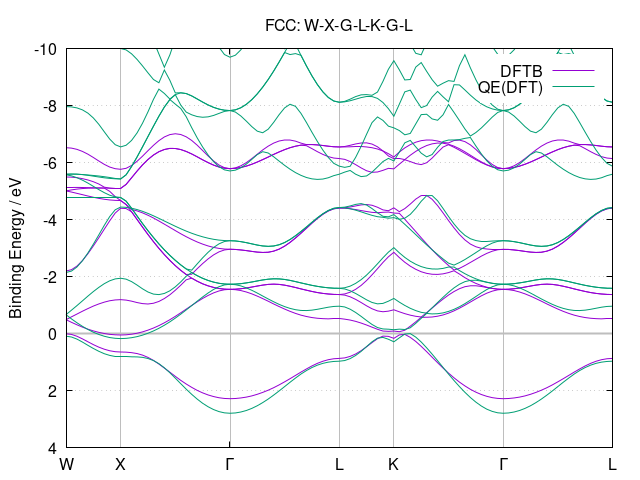 FCC: W-X-G-L-K-G-L
-10
DFTB
QE(DFT)
-8
-6
-4
-2
0
2
4
Binding Energy / eV
W X Γ L K Γ L